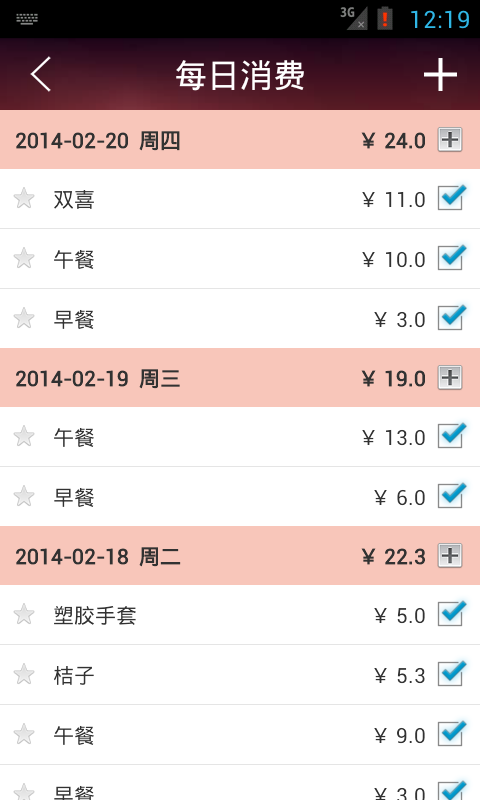 3G 12:19
每日消费
2014-02-20 周四 ¥ 24.0
双喜 ¥ 11.0
午餐 ¥ 10.0
早餐 ¥ 3.0
2014-02-19 周三 ¥ 19.0
午餐 ¥ 13.0
早餐 ¥ 6.0
2014-02-18 周二 ¥ 22.3
塑胶手套 ¥ 5.0
桔子 ¥ 5.3
午餐 ¥ 9.0
早餐 ¥ 3.0